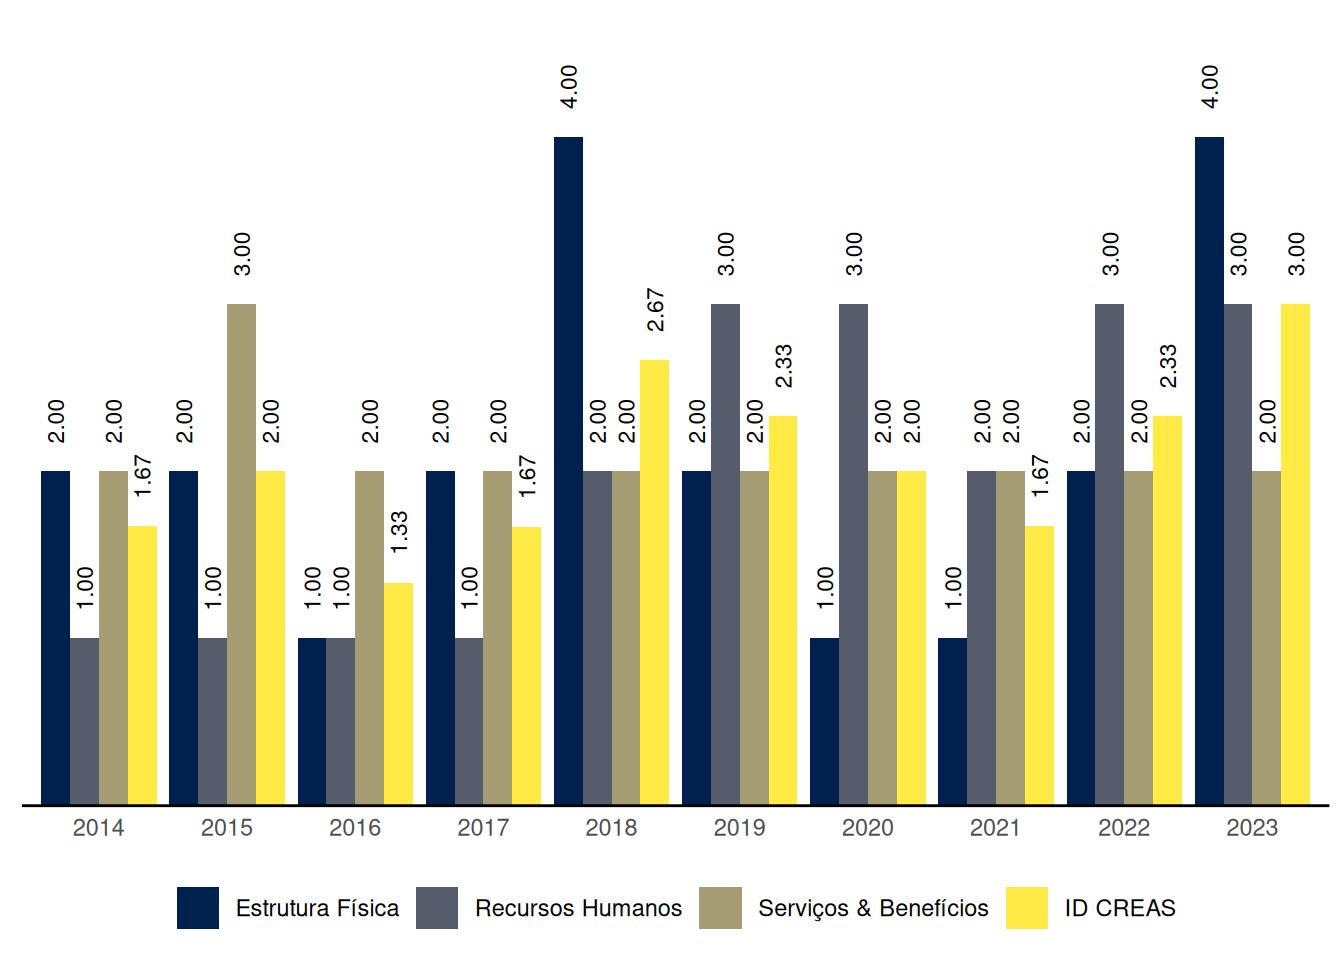 4.00 4.00
3.00 3.00 3.00 3.00 3.00 3.00
2.67
2.33 2.33
2.00 2.00 2.00 2.00 2.00 2.00 2.00 2.00 2.00 2.00 2.00 2.00 2.00 2.00 2.00 2.00 2.00 2.00 2.00
1.67 1.67 1.67
1.33
1.00 1.00 1.00 1.00 1.00 1.00 1.00
2014 2015 2016 2017 2018 2019 2020 2021 2022 2023
Estrutura Física Recursos Humanos Serviços & Benefícios ID CREAS